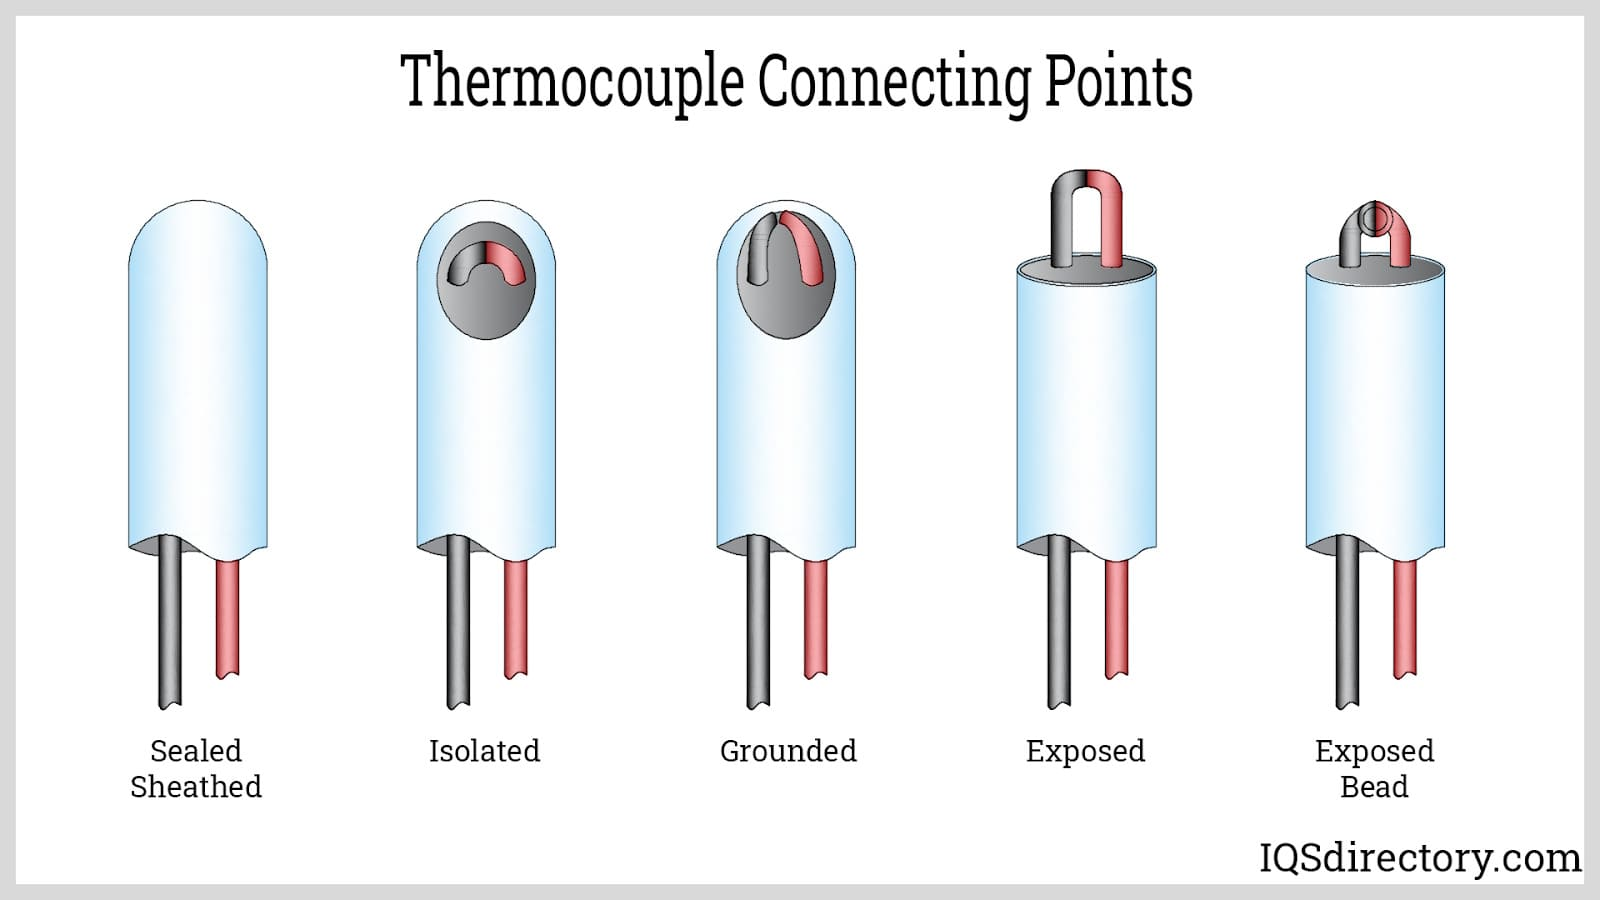 Thermocouple Connecting Points
Sealed
Sheathed
Isolated
Grounded
Exposed
Exposed
Bead
IQSdirectory.com